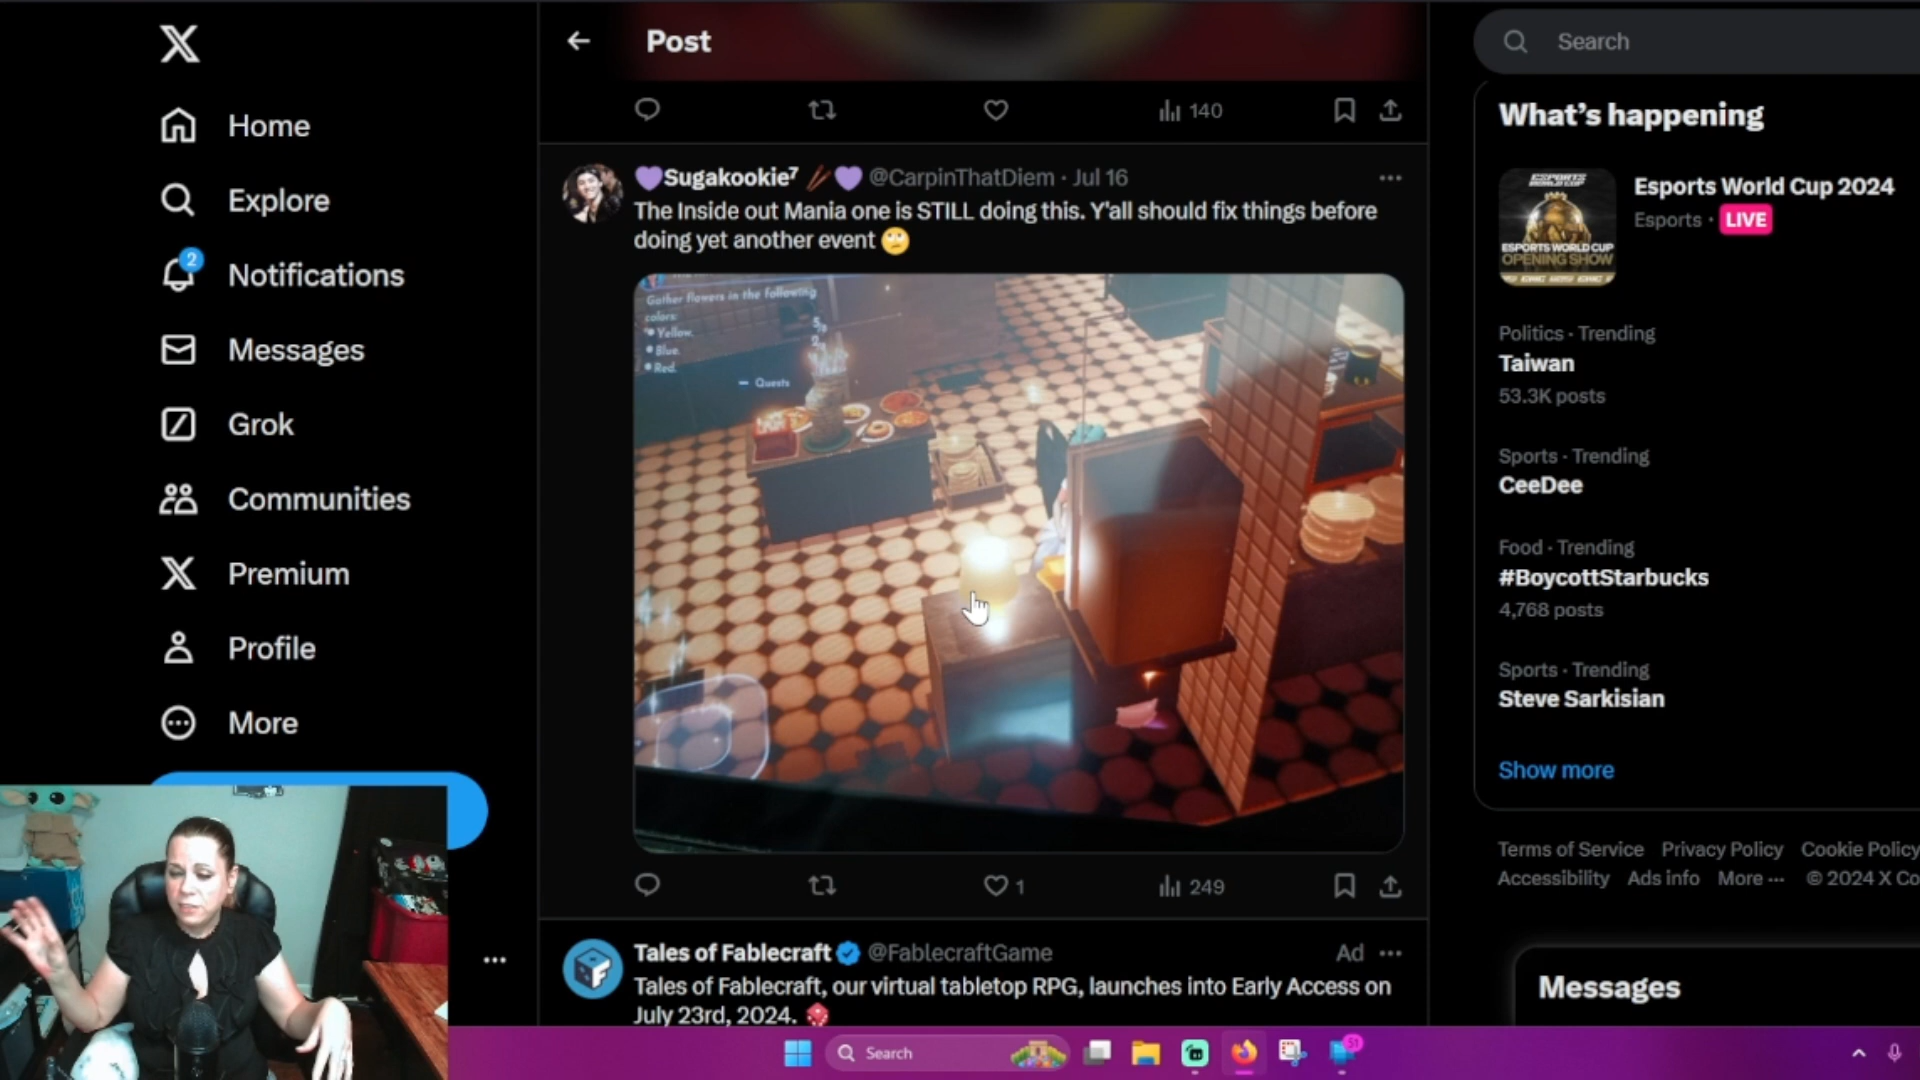 Post
Search
Home
Explore
2
Notifications
Messages
Grok
Communities
Premium
Profile
More
140
Sugakookie⁷ @CarpinThatDiem · Jul 16
The Inside out Mania one is STILL doing this. Y'all should fix things before
doing yet another event
Gather flowers in the following
colors:
• Yellow.
• Blue.
• Red.
— Quests
1
249
Tales of Fablecraft @FablecraftGame
Ad
Tales of Fablecraft, our virtual tabletop RPG, launches into Early Access on
July 23rd, 2024.
What's happening
ESPORTS
WORLD CUP
ESPORTS WORLD CUP
OPENING SHOW
Esports World Cup 2024
Esports · LIVE
Politics · Trending
Taiwan
53.3K posts
Sports · Trending
CeeDee
Food · Trending
#BoycottStarbucks
4,768 posts
Sports · Trending
Steve Sarkisian
Show more
Terms of Service Privacy Policy Cookie Policy
Accessibility Ads info More ··· © 2024 X Co
Messages
Search
51